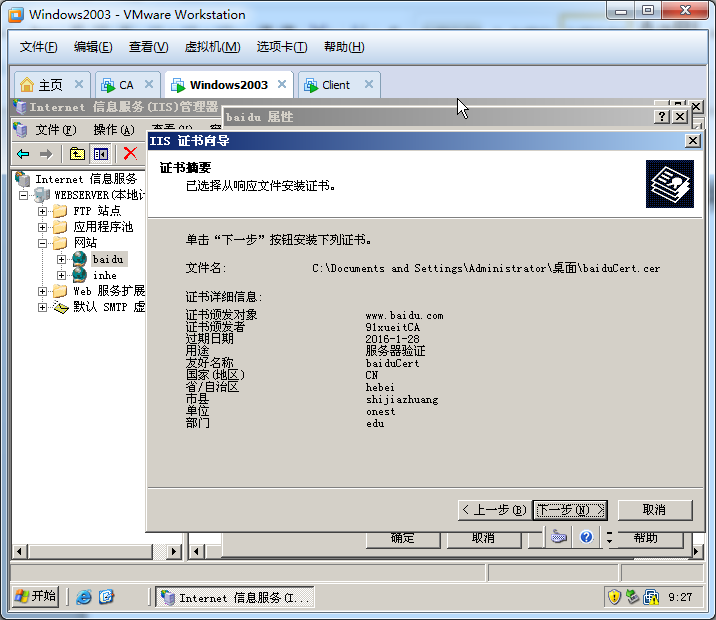 Windows2003 - VMware Workstation
文件(F) 编辑(E) 查看(V) 虚拟机(M) 选项卡(T) 帮助(H)
主页 CA Windows2003 Client
Internet 信息服务(IIS)管理器
baidu 属性
文件(F) 操作(A)
IIS 证书向导
证书摘要
已选择从响应文件安装证书。
Internet 信息服务
WEBSERVER(本地计
FTP 站点
应用程序池
网站
baidu
inhe
Web 服务扩展
默认 SMTP 虚
单击“下一步”按钮安装下列证书。
文件名: C:\Documents and Settings\Administrator\桌面\baiduCert.cer
证书详细信息:
证书颁发对象 www.baidu.com
证书颁发者 91xueitCA
过期日期 2016-1-28
用途 服务器验证
友好名称 baiduCert
国家(地区) CN
省/自治区 hebei
市县 shijiazhuang
单位 onest
部门 edu
< 上一步(B) 下一步(N) > 取消
确定 取消 帮助
开始 Internet 信息服务(I... 9:27